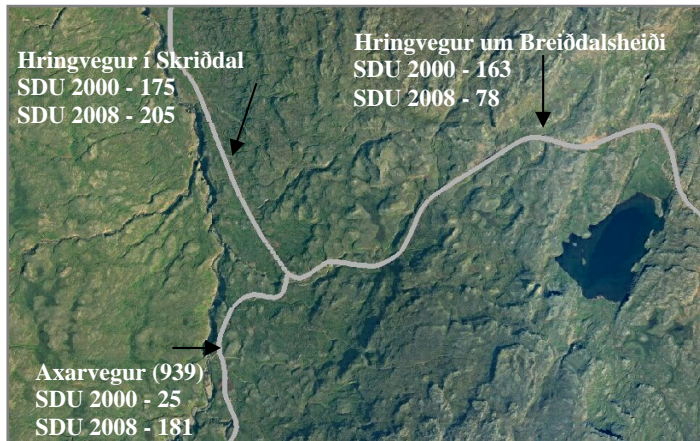 Hringvegur í Skriðdal
SDU 2000 - 175
SDU 2008 - 205
Hringvegur um Breiðdalsheiði
SDU 2000 - 163
SDU 2008 - 78
Axarvegur (939)
SDU 2000 - 25
SDU 2008 - 181